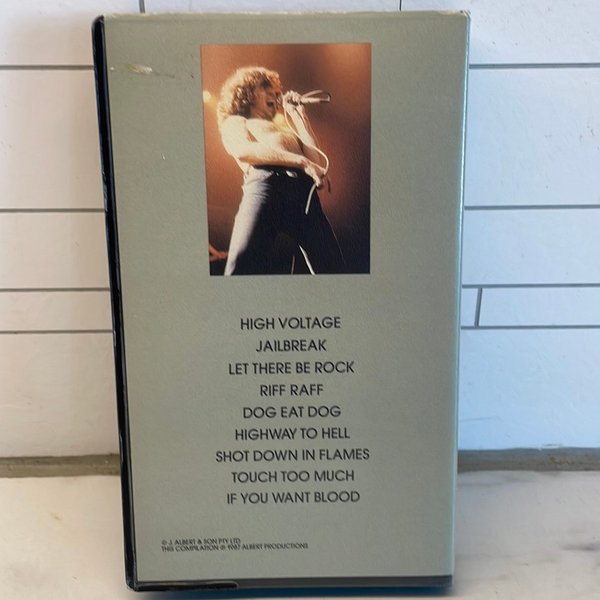 HIGH VOLTAGE
JAILBREAK
LET THERE BE ROCK
RIFF RAFF
DOG EAT DOG
HIGHWAY TO HELL
SHOT DOWN IN FLAMES
TOUCH TOO MUCH
IF YOU WANT BLOOD
© J. ALBERT & SON PTY LTD
THIS COMPILATION ℗ 1987 ALBERT PRODUCTIONS